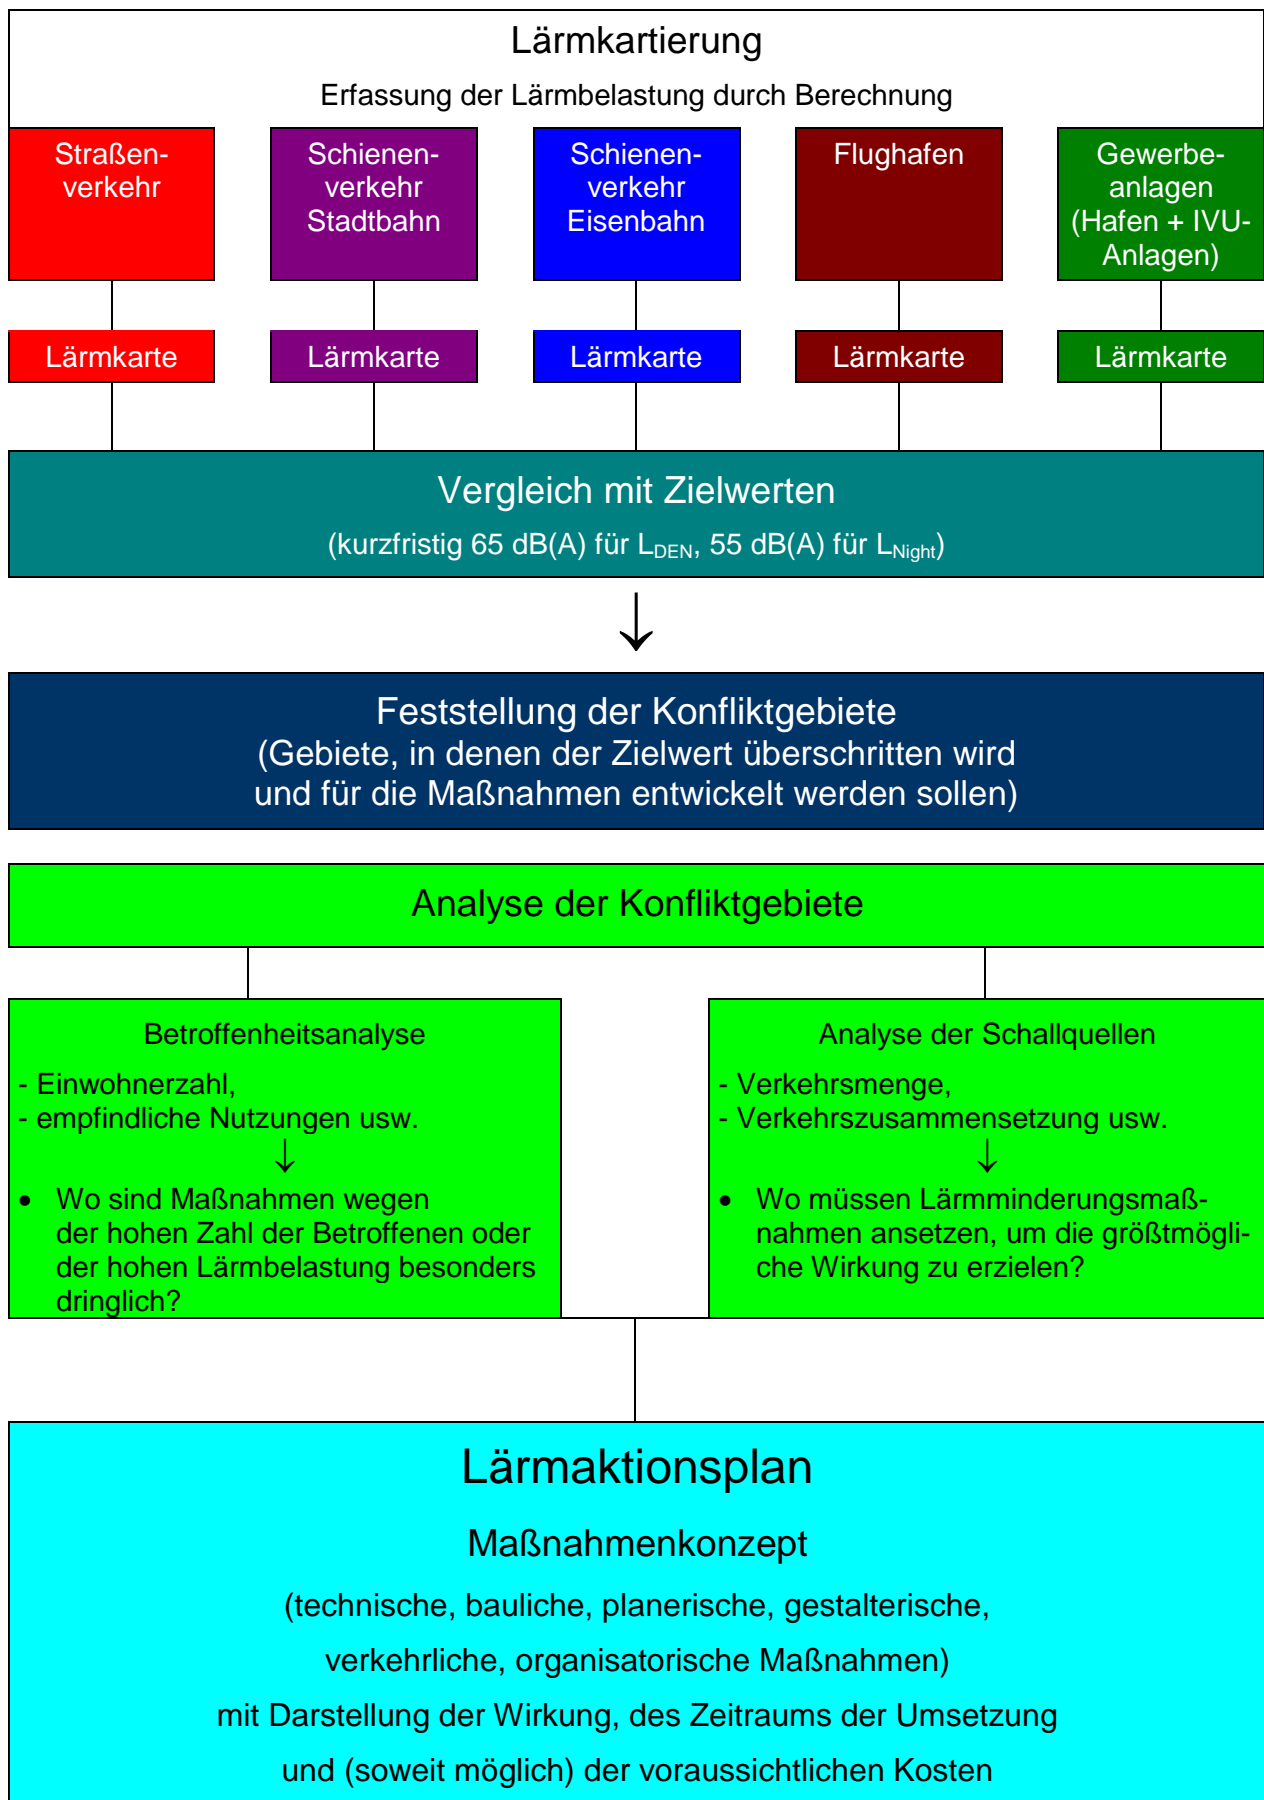 Lärmkartierung
Erfassung der Lärmbelastung durch Berechnung
Straßen-
verkehr
Schienen-
verkehr
Stadtbahn
Schienen-
verkehr
Eisenbahn
Flughafen
Gewerbe-
anlagen
(Hafen + IVU-
Anlagen)
Lärmkarte
Lärmkarte
Lärmkarte
Lärmkarte
Lärmkarte
Vergleich mit Zielwerten
(kurzfristig 65 dB(A) für LDEN, 55 dB(A) für LNight)
↓
Feststellung der Konfliktgebiete
(Gebiete, in denen der Zielwert überschritten wird
und für die Maßnahmen entwickelt werden sollen)
Analyse der Konfliktgebiete
Betroffenheitsanalyse
- Einwohnerzahl,
- empfindliche Nutzungen usw.
↓
• Wo sind Maßnahmen wegen
der hohen Zahl der Betroffenen oder
der hohen Lärmbelastung besonders
dringlich?
Analyse der Schallquellen
- Verkehrsmenge,
- Verkehrszusammensetzung usw.
↓
• Wo müssen Lärmminderungsmaß-
nahmen ansetzen, um die größtmögli-
che Wirkung zu erzielen?
Lärmaktionsplan
Maßnahmenkonzept
(technische, bauliche, planerische, gestalterische,
verkehrliche, organisatorische Maßnahmen)
mit Darstellung der Wirkung, des Zeitraums der Umsetzung
und (soweit möglich) der voraussichtlichen Kosten